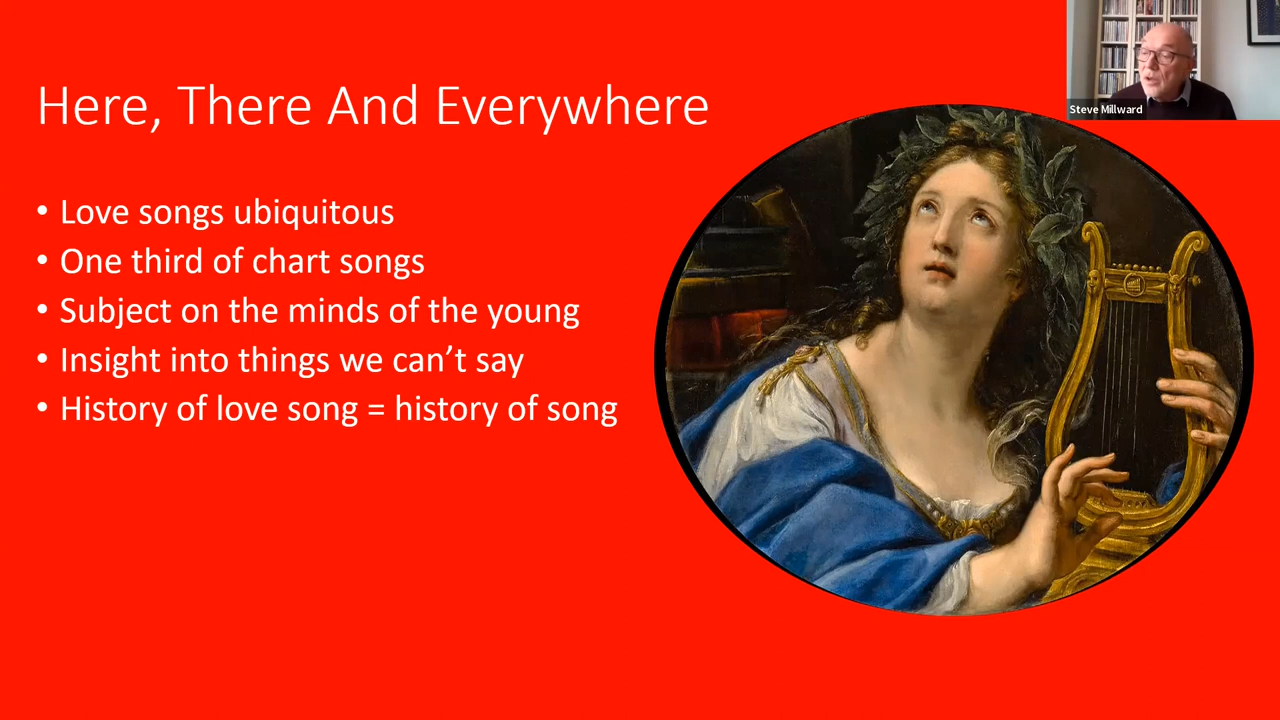 Here, There And Everywhere
• Love songs ubiquitous
• One third of chart songs
• Subject on the minds of the young
• Insight into things we can’t say
• History of love song = history of song
Steve Millward